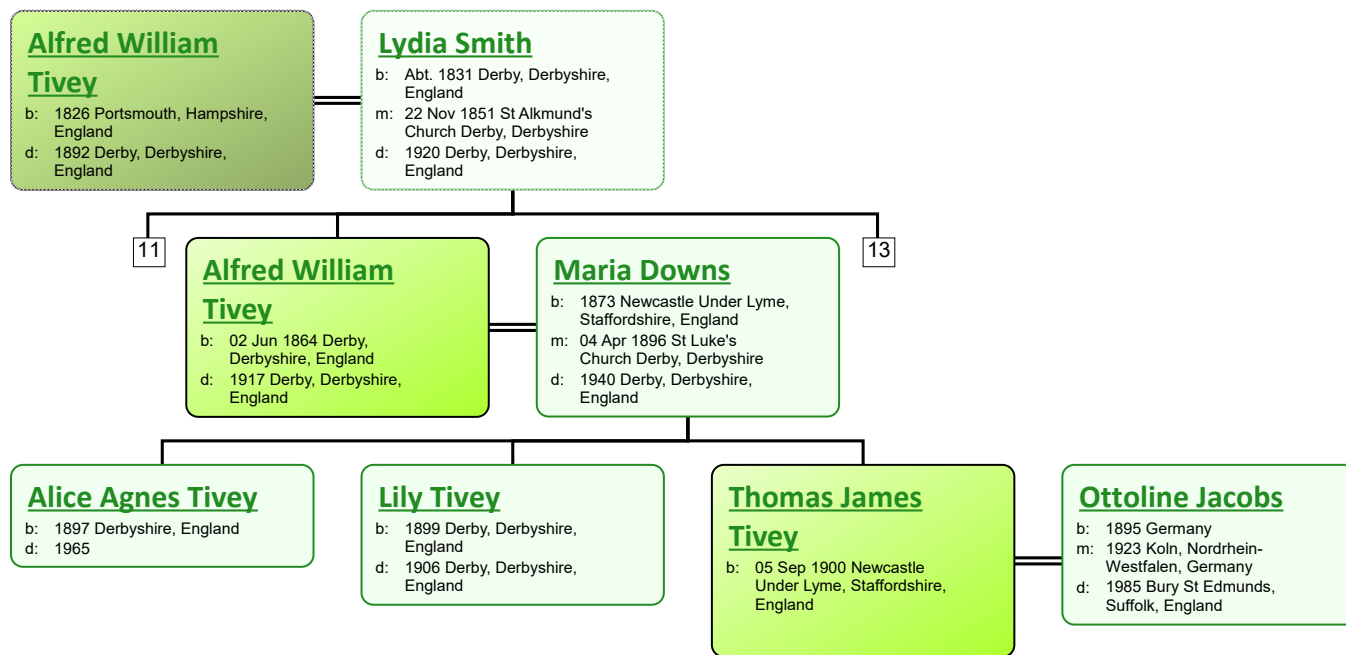 Alfred William
Tivey
b: 1826 Portsmouth, Hampshire,
England
d: 1892 Derby, Derbyshire,
England
Lydia Smith
b: Abt. 1831 Derby, Derbyshire,
England
m: 22 Nov 1851 St Alkmund's
Church Derby, Derbyshire
d: 1920 Derby, Derbyshire,
England
11
13
Alfred William
Tivey
b: 02 Jun 1864 Derby,
Derbyshire, England
d: 1917 Derby, Derbyshire,
England
Maria Downs
b: 1873 Newcastle Under Lyme,
Staffordshire, England
m: 04 Apr 1896 St Luke's
Church Derby, Derbyshire
d: 1940 Derby, Derbyshire,
England
Alice Agnes Tivey
b: 1897 Derbyshire, England
d: 1965
Lily Tivey
b: 1899 Derby, Derbyshire,
England
d: 1906 Derby, Derbyshire,
England
Thomas James
Tivey
b: 05 Sep 1900 Newcastle
Under Lyme, Staffordshire,
England
Ottoline Jacobs
b: 1895 Germany
m: 1923 Koln, Nordrhein-
Westfalen, Germany
d: 1985 Bury St Edmunds,
Suffolk, England